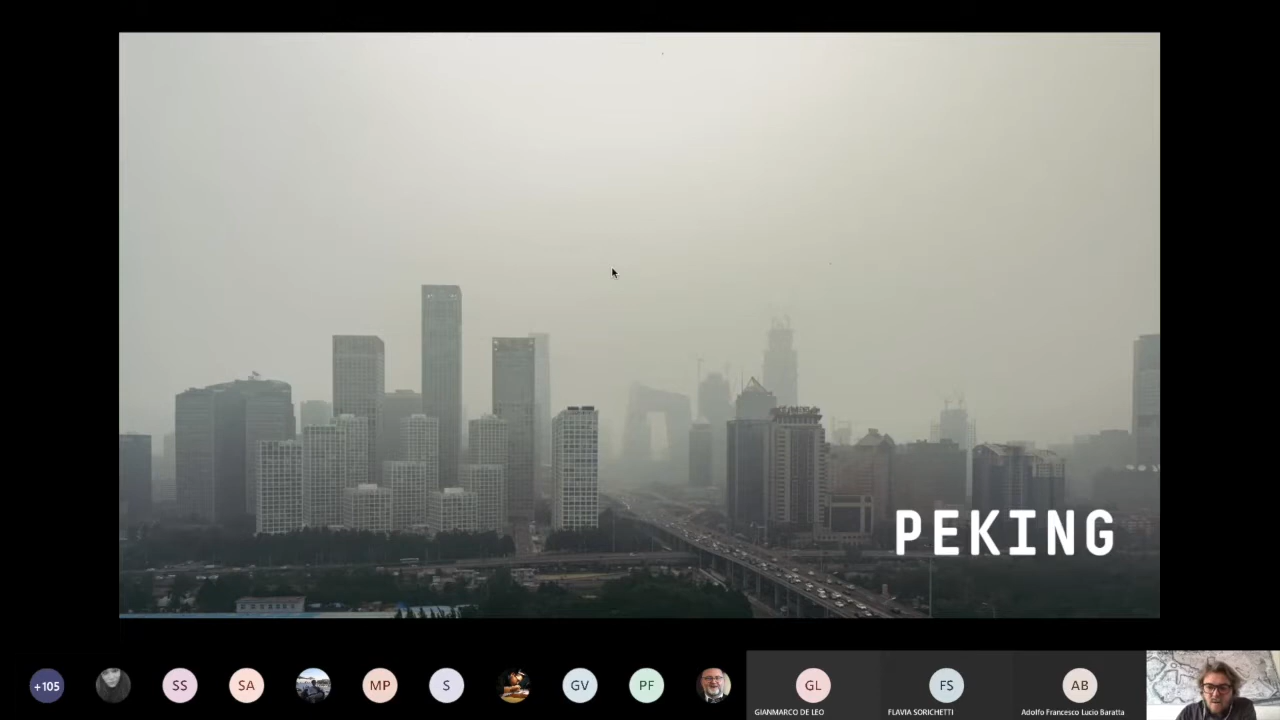 PEKING
+105
SS
SA
MP
S
GV
PF
GL
FS
AB
GIANMARCO DE LEO
FLAVIA SORICHETTI
Adolfo Francesco Lucio Baratta